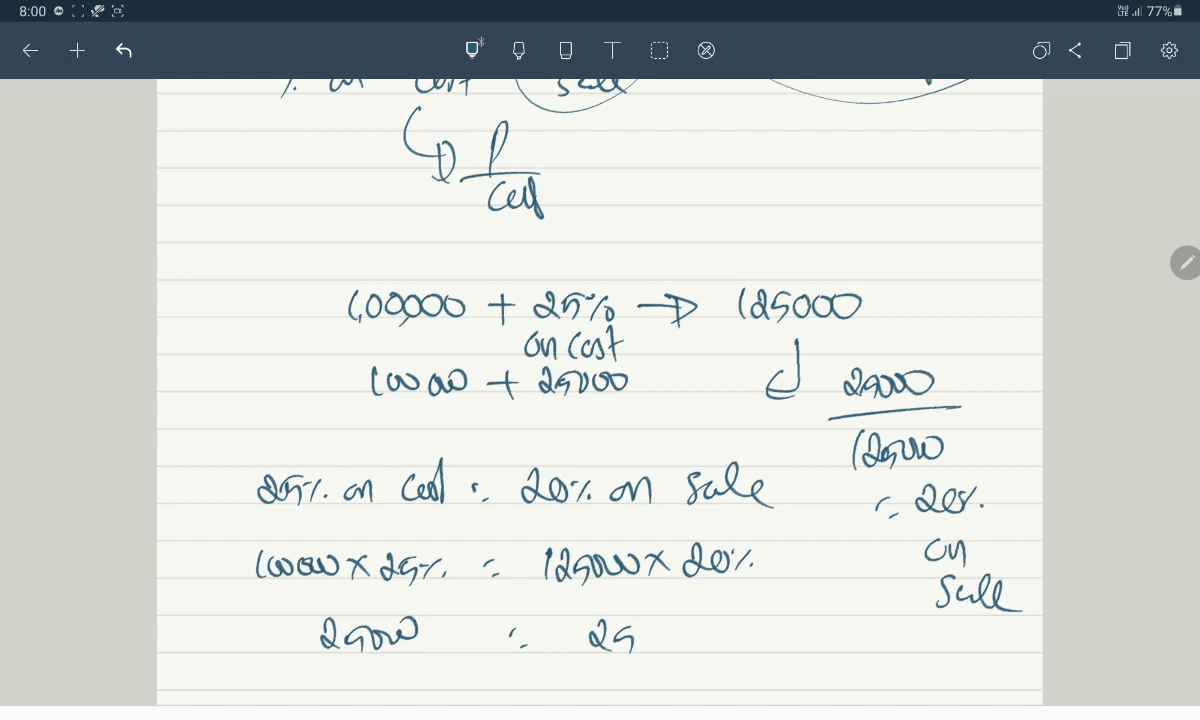 8:00 77%
% on cost sale
P
Cost
1,00,000 + 25% → 125000
on Cost
100000 + 25000
25000
125000
25% on Cost = 20% on Sale
= 20%
on
Sale
100000 x 25% = 125000 x 20%
25000 = 25